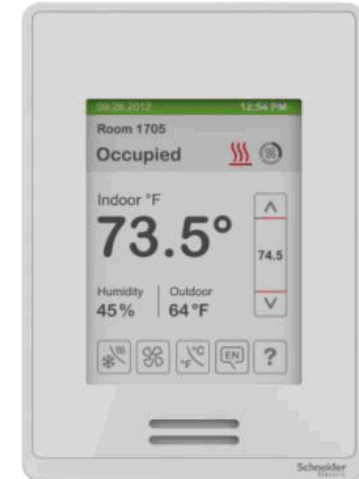 09.26.2012 12:54 PM
Room 1705
Occupied
Indoor °F
73.5°
74.5
Humidity Outdoor
45% 64°F
°F °C EN ?
Schneider
Electric